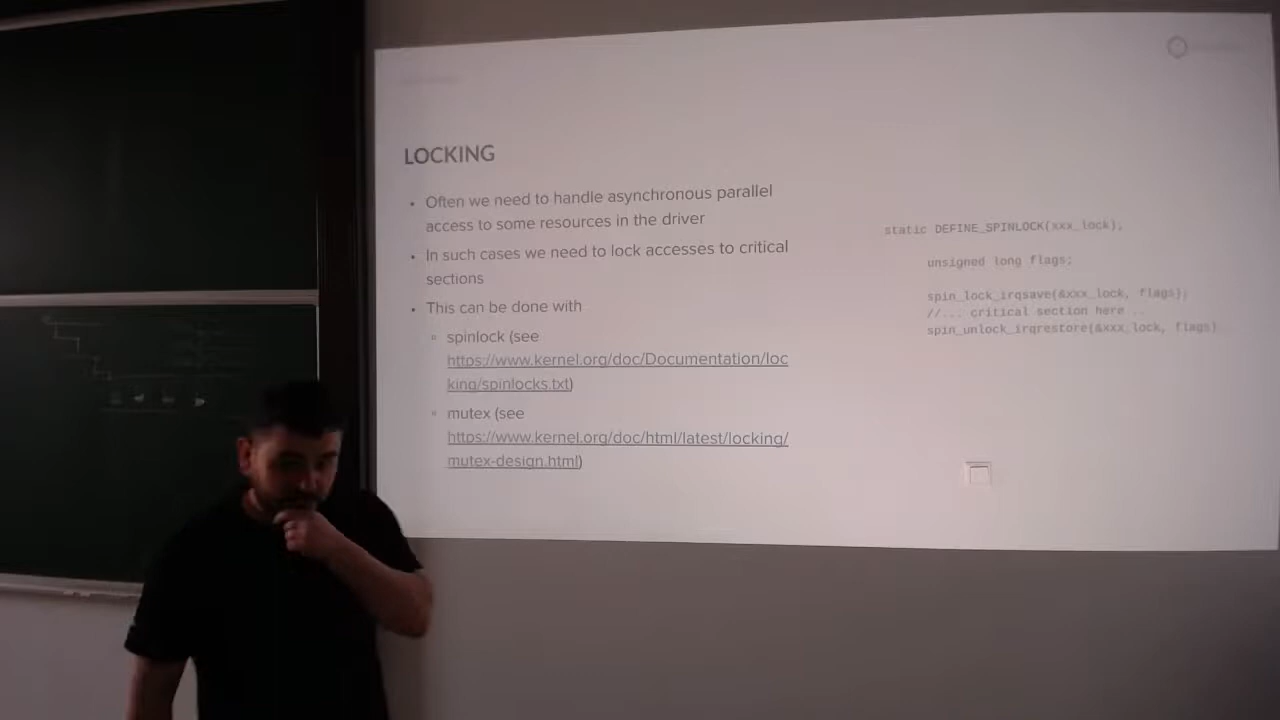 LOCKING
• Often we need to handle asynchronous parallel
access to some resources in the driver
• In such cases we need to lock accesses to critical
sections
• This can be done with
▫ spinlock (see
https://www.kernel.org/doc/Documentation/loc
king/spinlocks.txt)
▫ mutex (see
https://www.kernel.org/doc/html/latest/locking/
mutex-design.html)
static DEFINE_SPINLOCK(xxx_lock);
unsigned long flags;
spin_lock_irqsave(&xxx_lock, flags);
//... critical section here ..
spin_unlock_irqrestore(&xxx_lock, flags)